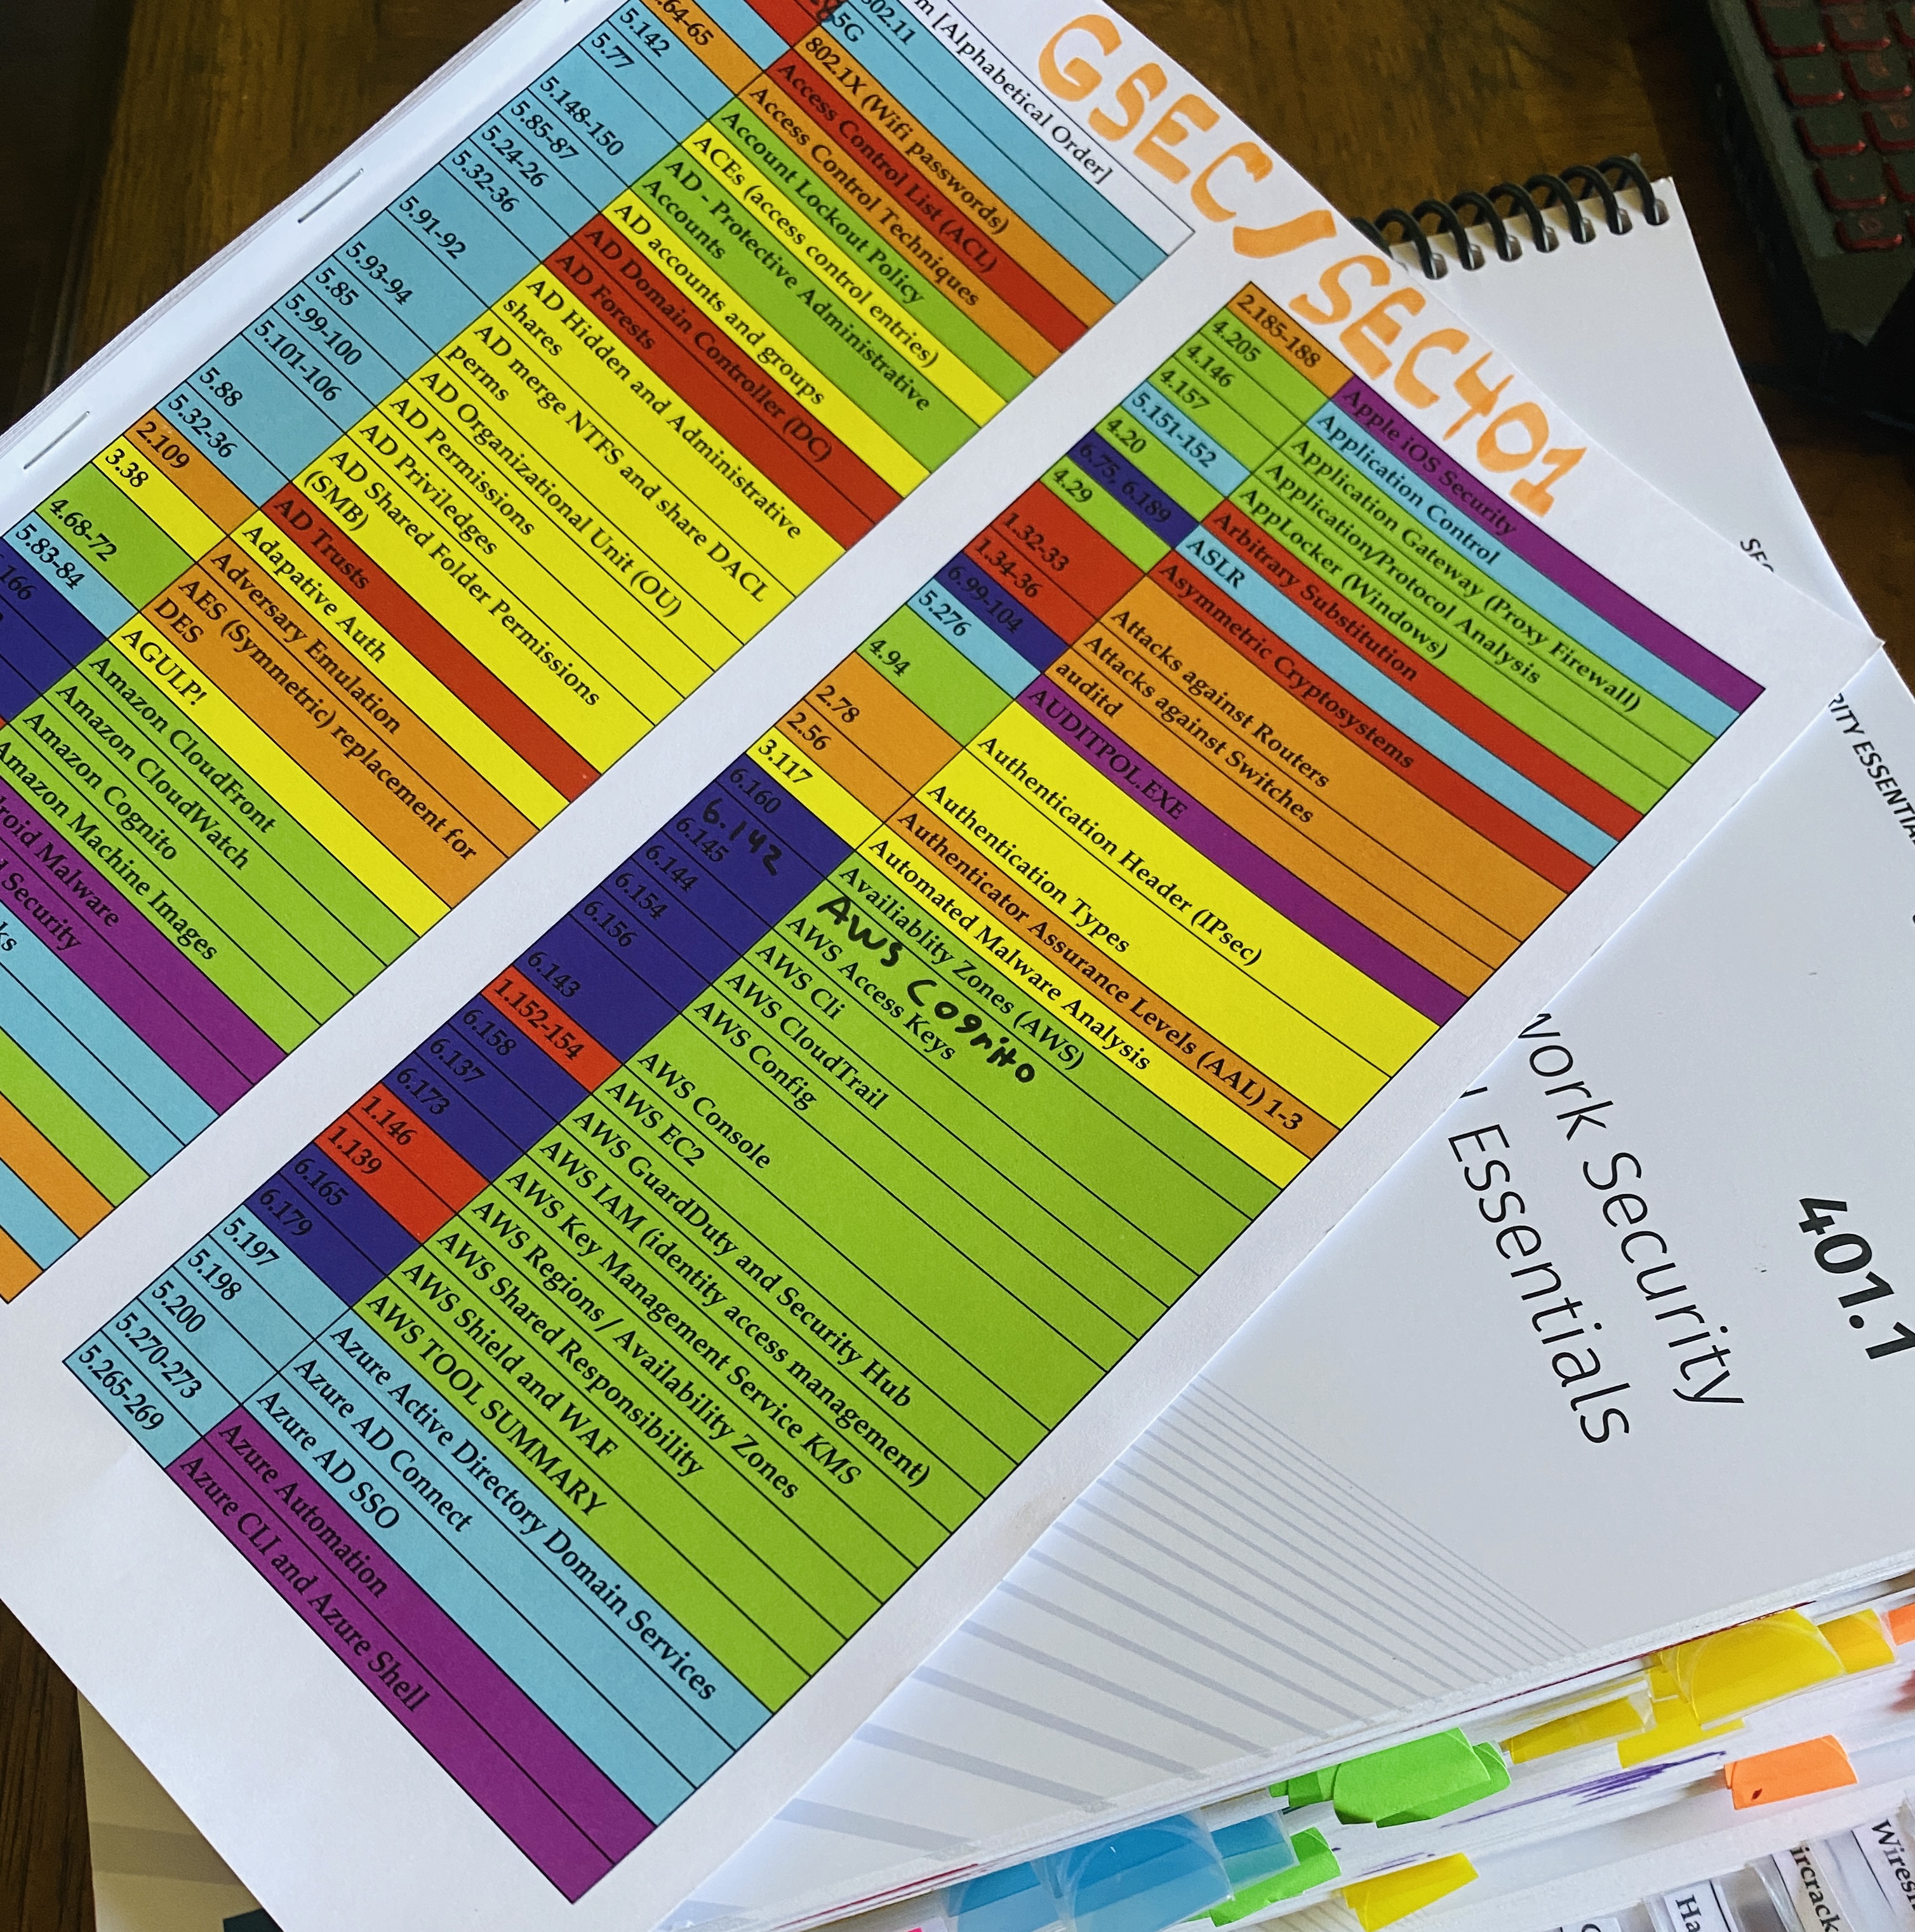 GSEC/SEC401
[Alphabetical Order]
802.11
5G
802.1X (Wifi passwords)
Access Control List (ACL)
Access Control Techniques
5.142 Account Lockout Policy
5.77 ACEs (access control entries)
5.148-150 AD - Protective Administrative
Accounts
5.85-87 AD accounts and groups
5.24-26 AD Domain Controller (DC)
5.32-36 AD Forests
5.91-92 AD Hidden and Administrative
shares
5.93-94 AD merge NTFS and share DACL
perms
5.85 AD Organizational Unit (OU)
5.99-100 AD Permissions
5.101-106 AD Priviledges
5.88 AD Shared Folder Permissions
(SMB)
5.32-36 AD Trusts
2.109 Adapative Auth
3.38 Adversary Emulation
4.68-72 AES (Symmetric) replacement for
DES
5.83-84 AGULP!
Amazon CloudFront
Amazon CloudWatch
Amazon Cognito
Amazon Machine Images
Malware
Security
2.185-188 Apple iOS Security
4.205 Application Control
4.146 Application Gateway (Proxy Firewall)
4.157 Application/Protocol Analysis
5.151-152 AppLocker (Windows)
4.20 Arbitrary Substitution
6.75, 6.189 ASLR
4.29 Asymmetric Cryptosystems
1.32-33 Attacks against Routers
1.34-36 Attacks against Switches
6.99-104 auditd
5.276 AUDITPOL.EXE
4.94 Authentication Header (IPsec)
2.78 Authentication Types
2.56 Authenticator Assurance Levels (AAL) 1-3
3.117 Automated Malware Analysis
6.160 Availiablity Zones (AWS)
6.142 AWS Cognito
6.145 AWS Access Keys
6.144 AWS Cli
6.154 AWS CloudTrail
6.156 AWS Config
6.143 AWS Console
1.152-154 AWS EC2
6.158 AWS GuardDuty and Security Hub
6.137 AWS IAM (identity access management)
6.173 AWS Key Management Service KMS
1.146 AWS Regions / Availability Zones
1.139 AWS Shared Responsibility
6.165 AWS Shield and WAF
6.179 AWS TOOL SUMMARY
5.197 Azure Active Directory Domain Services
5.198 Azure AD Connect
5.200 Azure AD SSO
5.270-273 Azure Automation
5.265-269 Azure CLI and Azure Shell
401.1
Security
Essentials